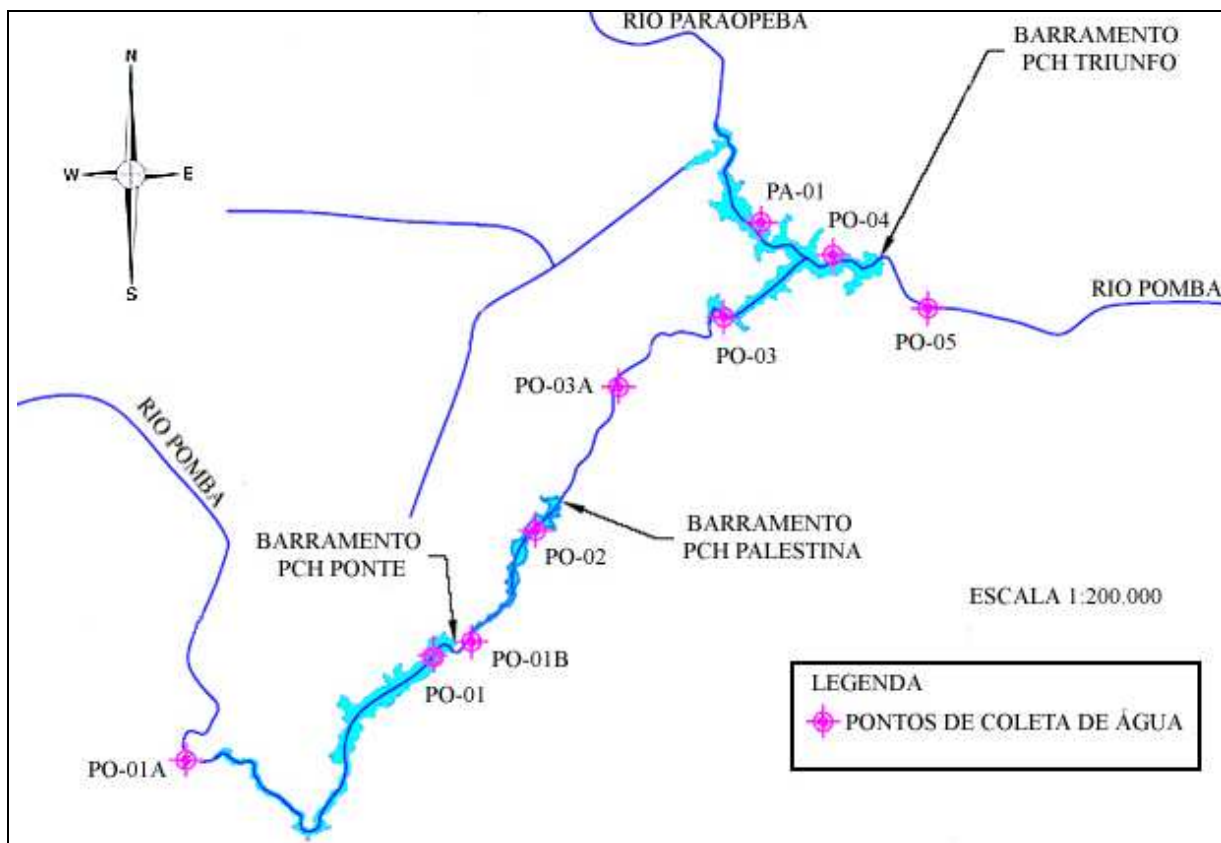 RIO PARAOPEBA
BARRAMENTO
PCH TRIUNFO
N
W
E
S
PA-01
PO-04
RIO POMBA
PO-05
PO-03
PO-03A
RIO POMBA
BARRAMENTO
PCH PONTE
PO-02
BARRAMENTO
PCH PALESTINA
ESCALA 1:200.000
PO-01B
PO-01
PO-01A
LEGENDA
PONTOS DE COLETA DE ÁGUA